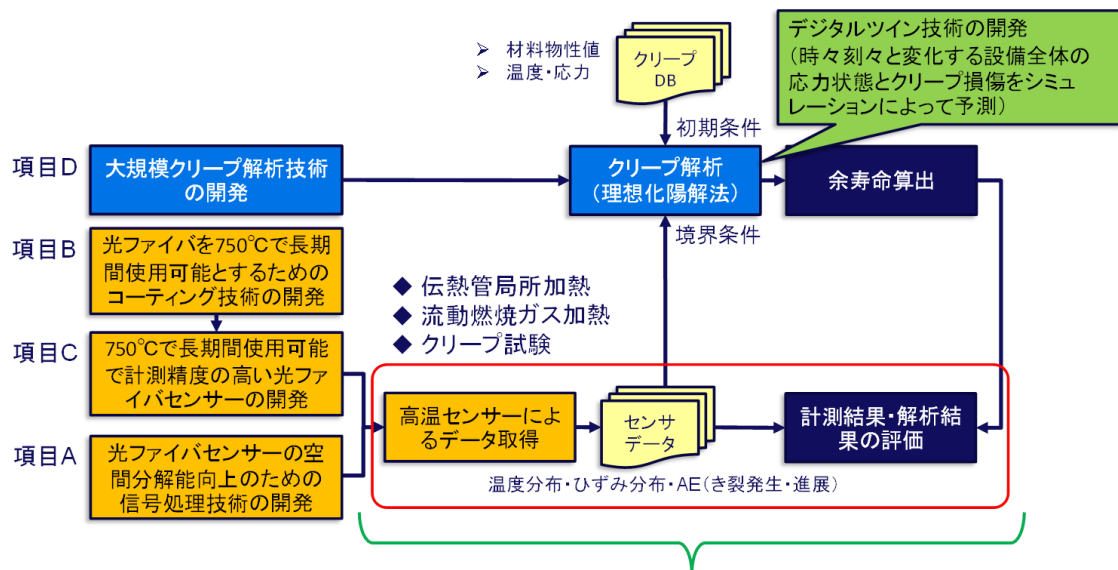 ➢ 材料物性値
➢ 温度・応力
クリープ
DB
デジタルツイン技術の開発
(時々刻々と変化する設備全体の
応力状態とクリープ損傷をシミュ
レーションによって予測)
初期条件
項目D
大規模クリープ解析技術
の開発
クリープ解析
(理想化陽解法)
余寿命算出
境界条件
項目B
光ファイバを750℃で長期
間使用可能とするための
コーティング技術の開発
◆ 伝熱管局所加熱
◆ 流動燃焼ガス加熱
◆ クリープ試験
項目C
750℃で長期間使用可能
で計測精度の高い光ファ
イバセンサーの開発
高温センサーによ
るデータ取得
センサ
データ
計測結果・解析結
果の評価
項目A
光ファイバセンサーの空
間分解能向上のための
信号処理技術の開発
温度分布・ひずみ分布・AE(き裂発生・進展)